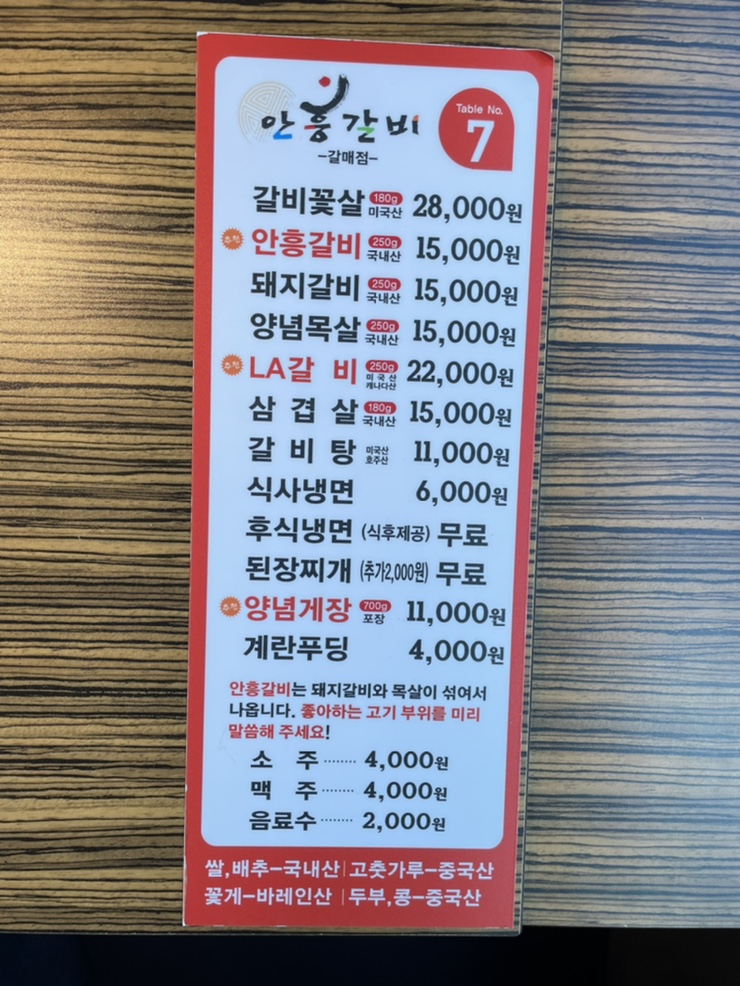 안흥갈비
-갈매점-
Table No.
7
갈비꽃살 180g 미국산 28,000원
추천 안흥갈비 250g 국내산 15,000원
돼지갈비 250g 국내산 15,000원
양념목살 250g 국내산 15,000원
추천 LA갈 비 250g 미국산 캐나다산 22,000원
삼 겹 살 180g 국내산 15,000원
갈 비 탕 미국산 호주산 11,000원
식사냉면 6,000원
후식냉면 (식후제공) 무료
된장찌개 (추가2,000원) 무료
추천 양념게장 700g 포장 11,000원
계란푸딩 4,000원
안흥갈비는 돼지갈비와 목살이 섞여서
나옵니다. 좋아하는 고기 부위를 미리
말씀해 주세요!
소 주 ········ 4,000원
맥 주 ········ 4,000원
음료수 ········ 2,000원
쌀,배추-국내산 | 고춧가루-중국산
꽃게-바레인산 | 두부,콩-중국산